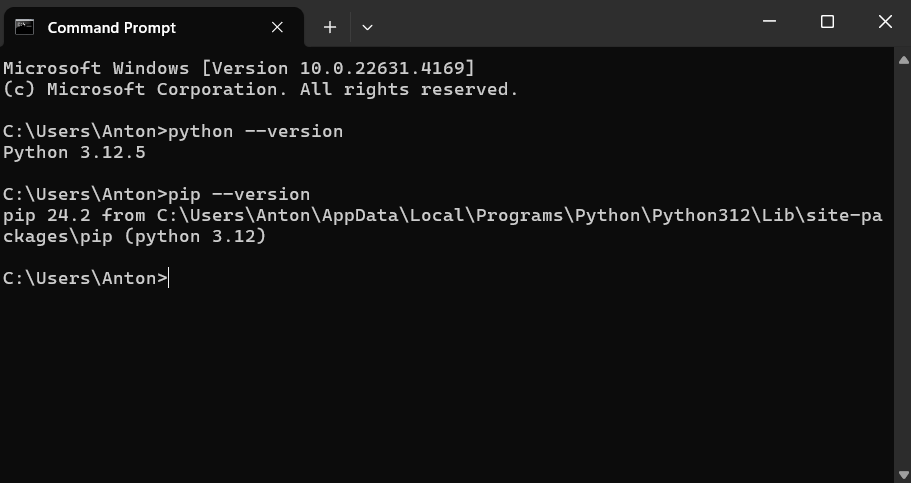 Command Prompt
Microsoft Windows [Version 10.0.22631.4169]
(c) Microsoft Corporation. All rights reserved.
C:\Users\Anton>python --version
Python 3.12.5
C:\Users\Anton>pip --version
pip 24.2 from C:\Users\Anton\AppData\Local\Programs\Python\Python312\Lib\site-pa
ckages\pip (python 3.12)
C:\Users\Anton>